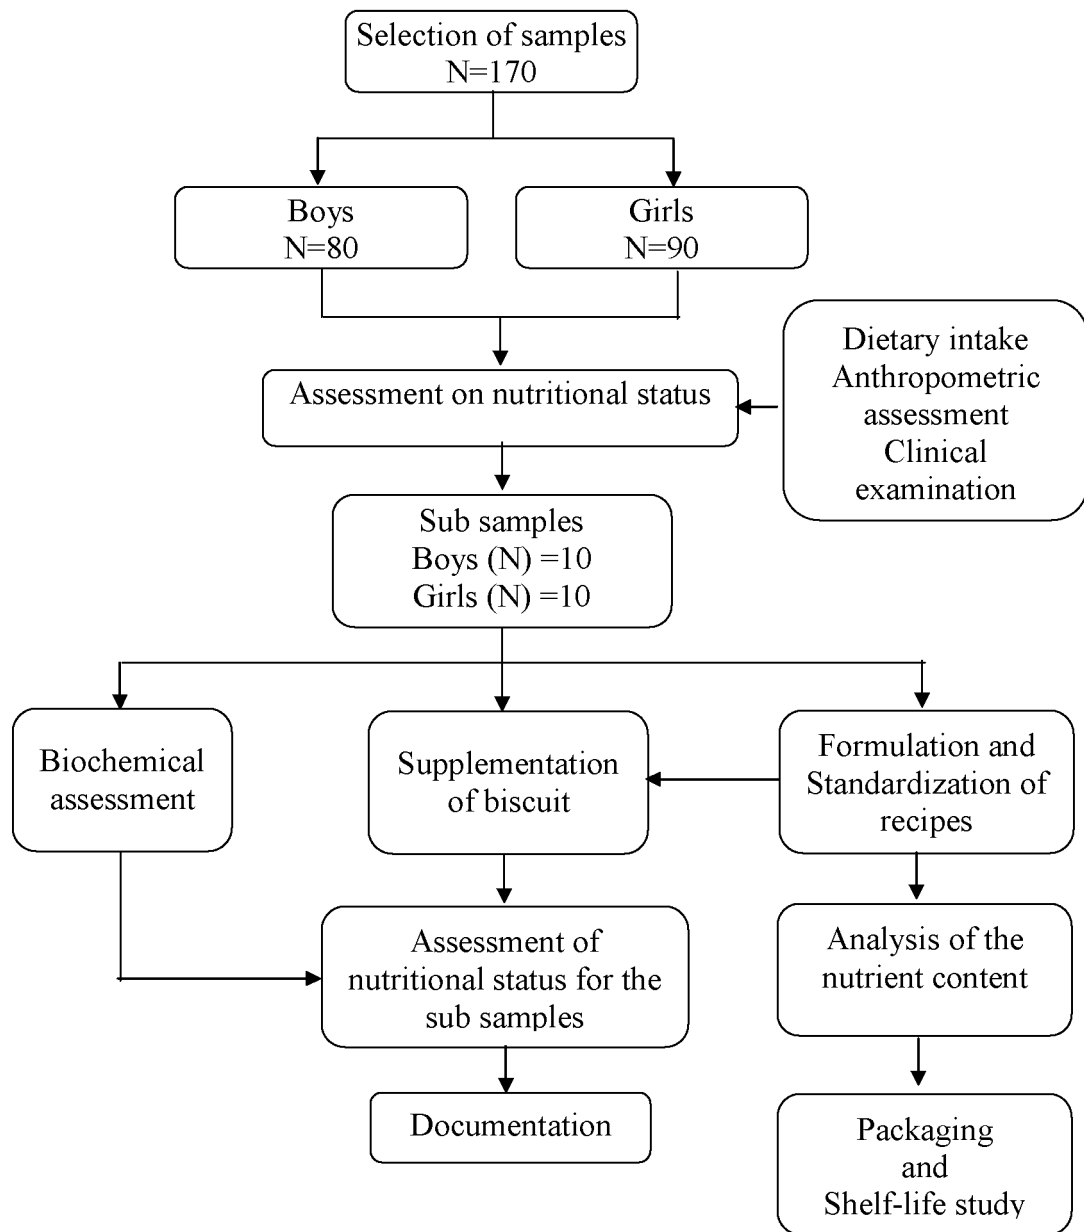 Selection of samples
N=170
Boys
N=80
Girls
N=90
Dietary intake
Anthropometric
assessment
Clinical
examination
Assessment on nutritional status
Sub samples
Boys (N) =10
Girls (N) =10
Biochemical
assessment
Supplementation
of biscuit
Formulation and
Standardization of
recipes
Assessment of
nutritional status for the
sub samples
Analysis of the
nutrient content
Documentation
Packaging
and
Shelf-life study